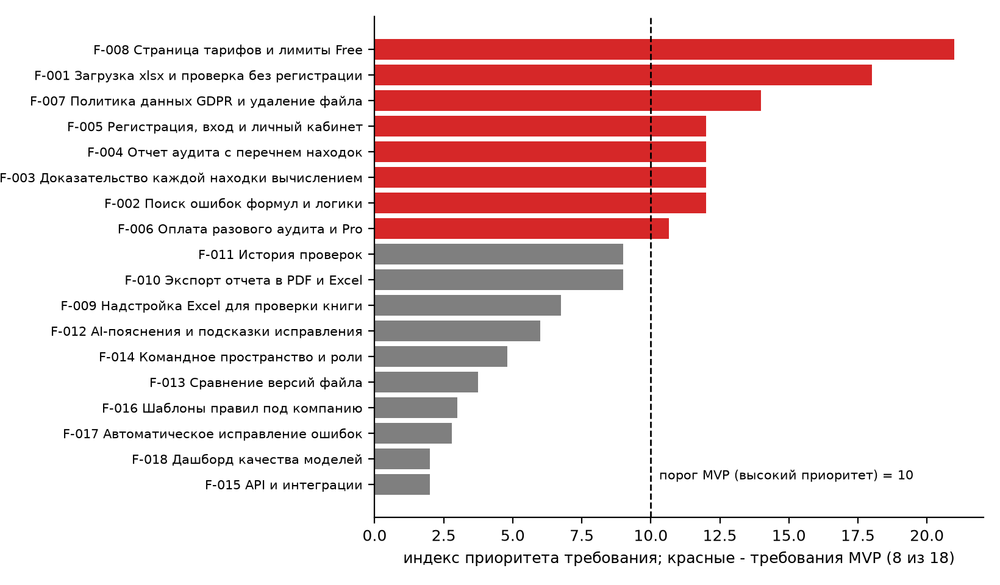 F-008 Страница тарифов и лимиты Free
F-001 Загрузка xlsx и проверка без регистрации
F-007 Политика данных GDPR и удаление файла
F-005 Регистрация, вход и личный кабинет
F-004 Отчет аудита с перечнем находок
F-003 Доказательство каждой находки вычислением
F-002 Поиск ошибок формул и логики
F-006 Оплата разового аудита и Pro
F-011 История проверок
F-010 Экспорт отчета в PDF и Excel
F-009 Надстройка Excel для проверки книги
F-012 AI-пояснения и подсказки исправления
F-014 Командное пространство и роли
F-013 Сравнение версий файла
F-016 Шаблоны правил под компанию
F-017 Автоматическое исправление ошибок
F-018 Дашборд качества моделей
порог MVP (высокий приоритет) = 10
F-015 API и интеграции
0.0 2.5 5.0 7.5 10.0 12.5 15.0 17.5 20.0
индекс приоритета требования; красные - требования MVP (8 из 18)